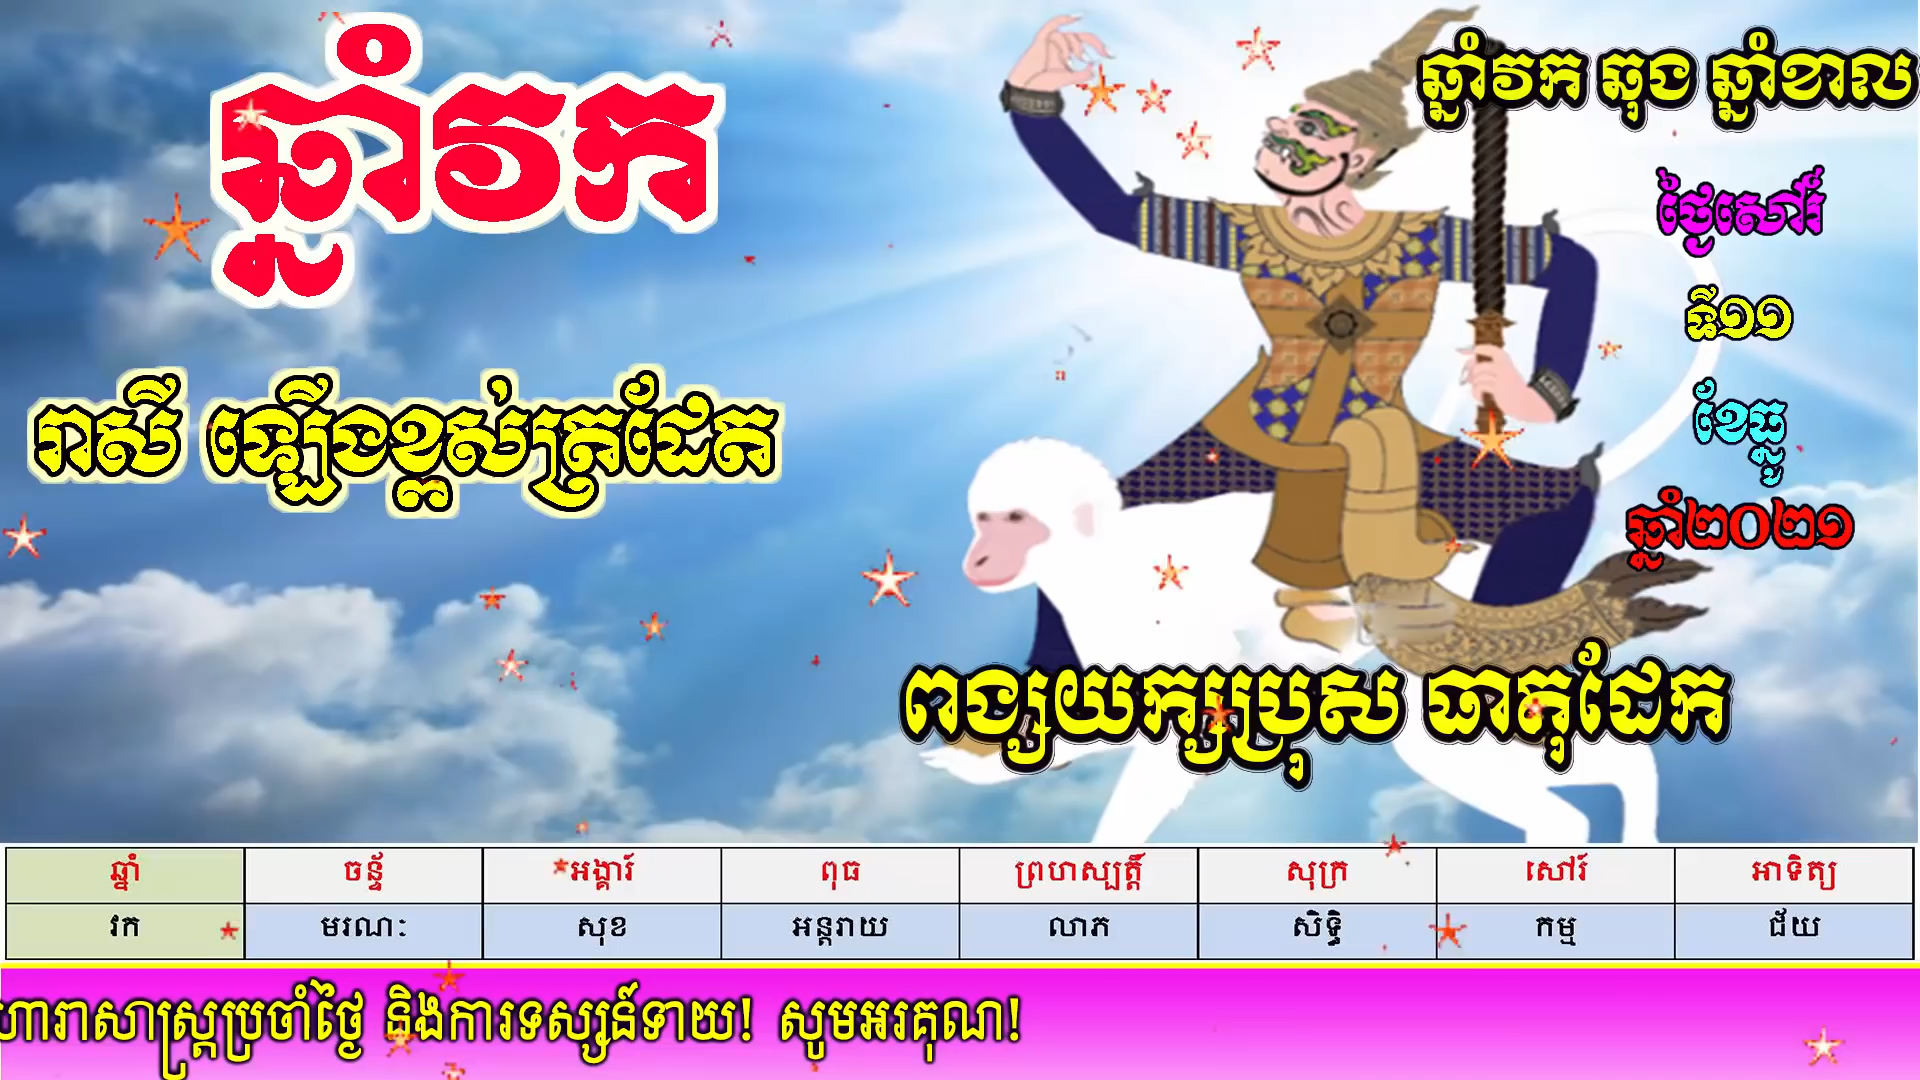 ឆ្នាំវក
រាសី ឡើងខ្ពស់ត្រដែត
ឆ្នាំវក ឆុង ឆ្នាំខាល
ថ្ងៃសៅរ៍
ទី១១
ខែធ្នូ
ឆ្នាំ២០២១
ពង្សយក្សប្រុស ធាតុដែក
ឆ្នាំ ចន្ទ័ អង្គារ៍ ពុធ ព្រហស្បត្តិ៍ សុក្រ សៅរ៍ អាទិត្យ
វក មរណៈ សុខ អន្តរាយ លាភ សិទ្ធិ កម្ម ជ័យ
ហោរាសាស្ត្រប្រចាំថ្ងៃ និងការទស្សន៍ទាយ! សូមអរគុណ!